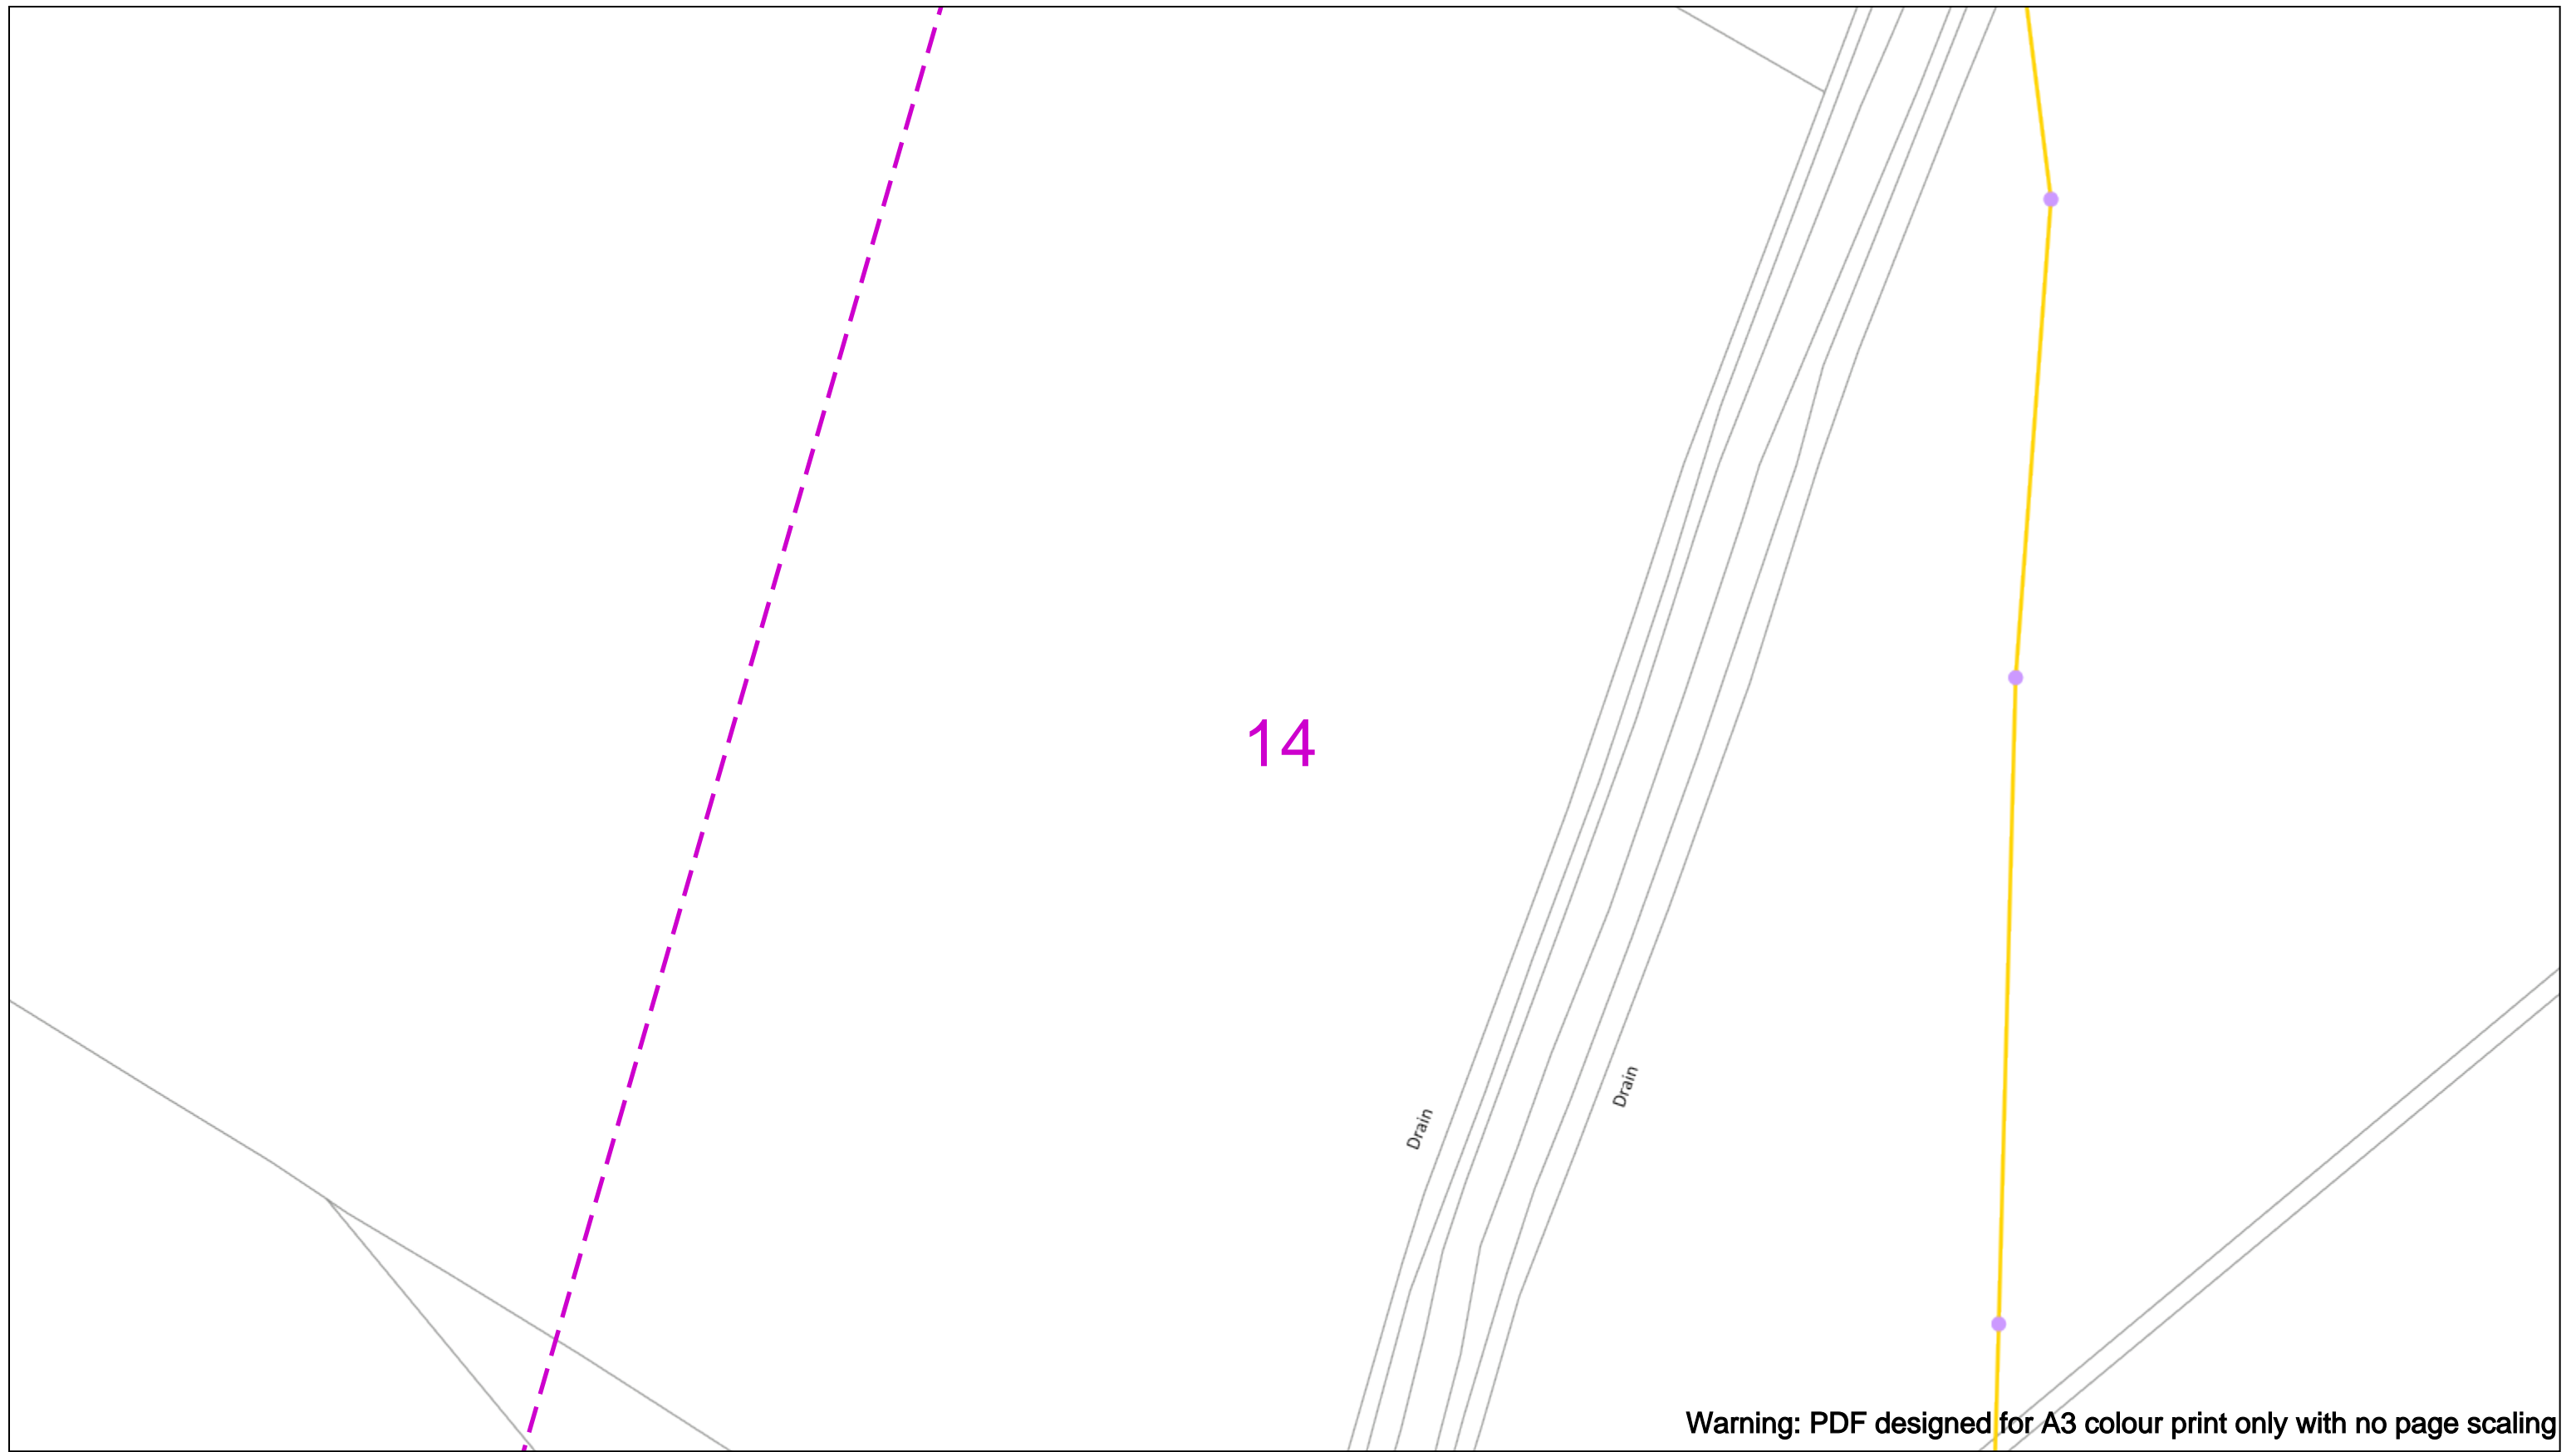 14
Drain
Drain
Warning: PDF designed for A3 colour print only with no page scaling